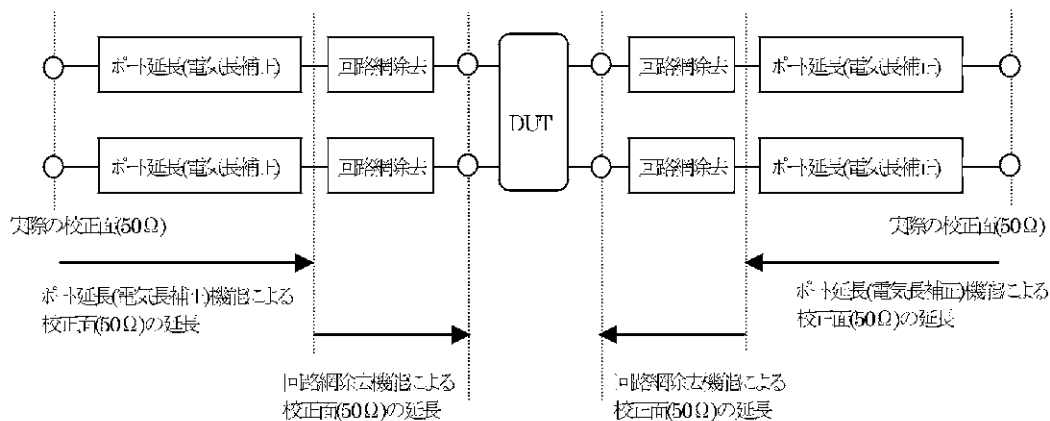 ポート延長(電気長補正)
回路網除去
DUT
回路網除去
ポート延長(電気長補正)
ポート延長(電気長補正)
回路網除去
回路網除去
ポート延長(電気長補正)
実際の校正面(50Ω)
実際の校正面(50Ω)
ポート延長(電気長補正)機能による
校正面(50Ω)の延長
ポート延長(電気長補正)機能による
校正面(50Ω)の延長
回路網除去機能による
校正面(50Ω)の延長
回路網除去機能による
校正面(50Ω)の延長